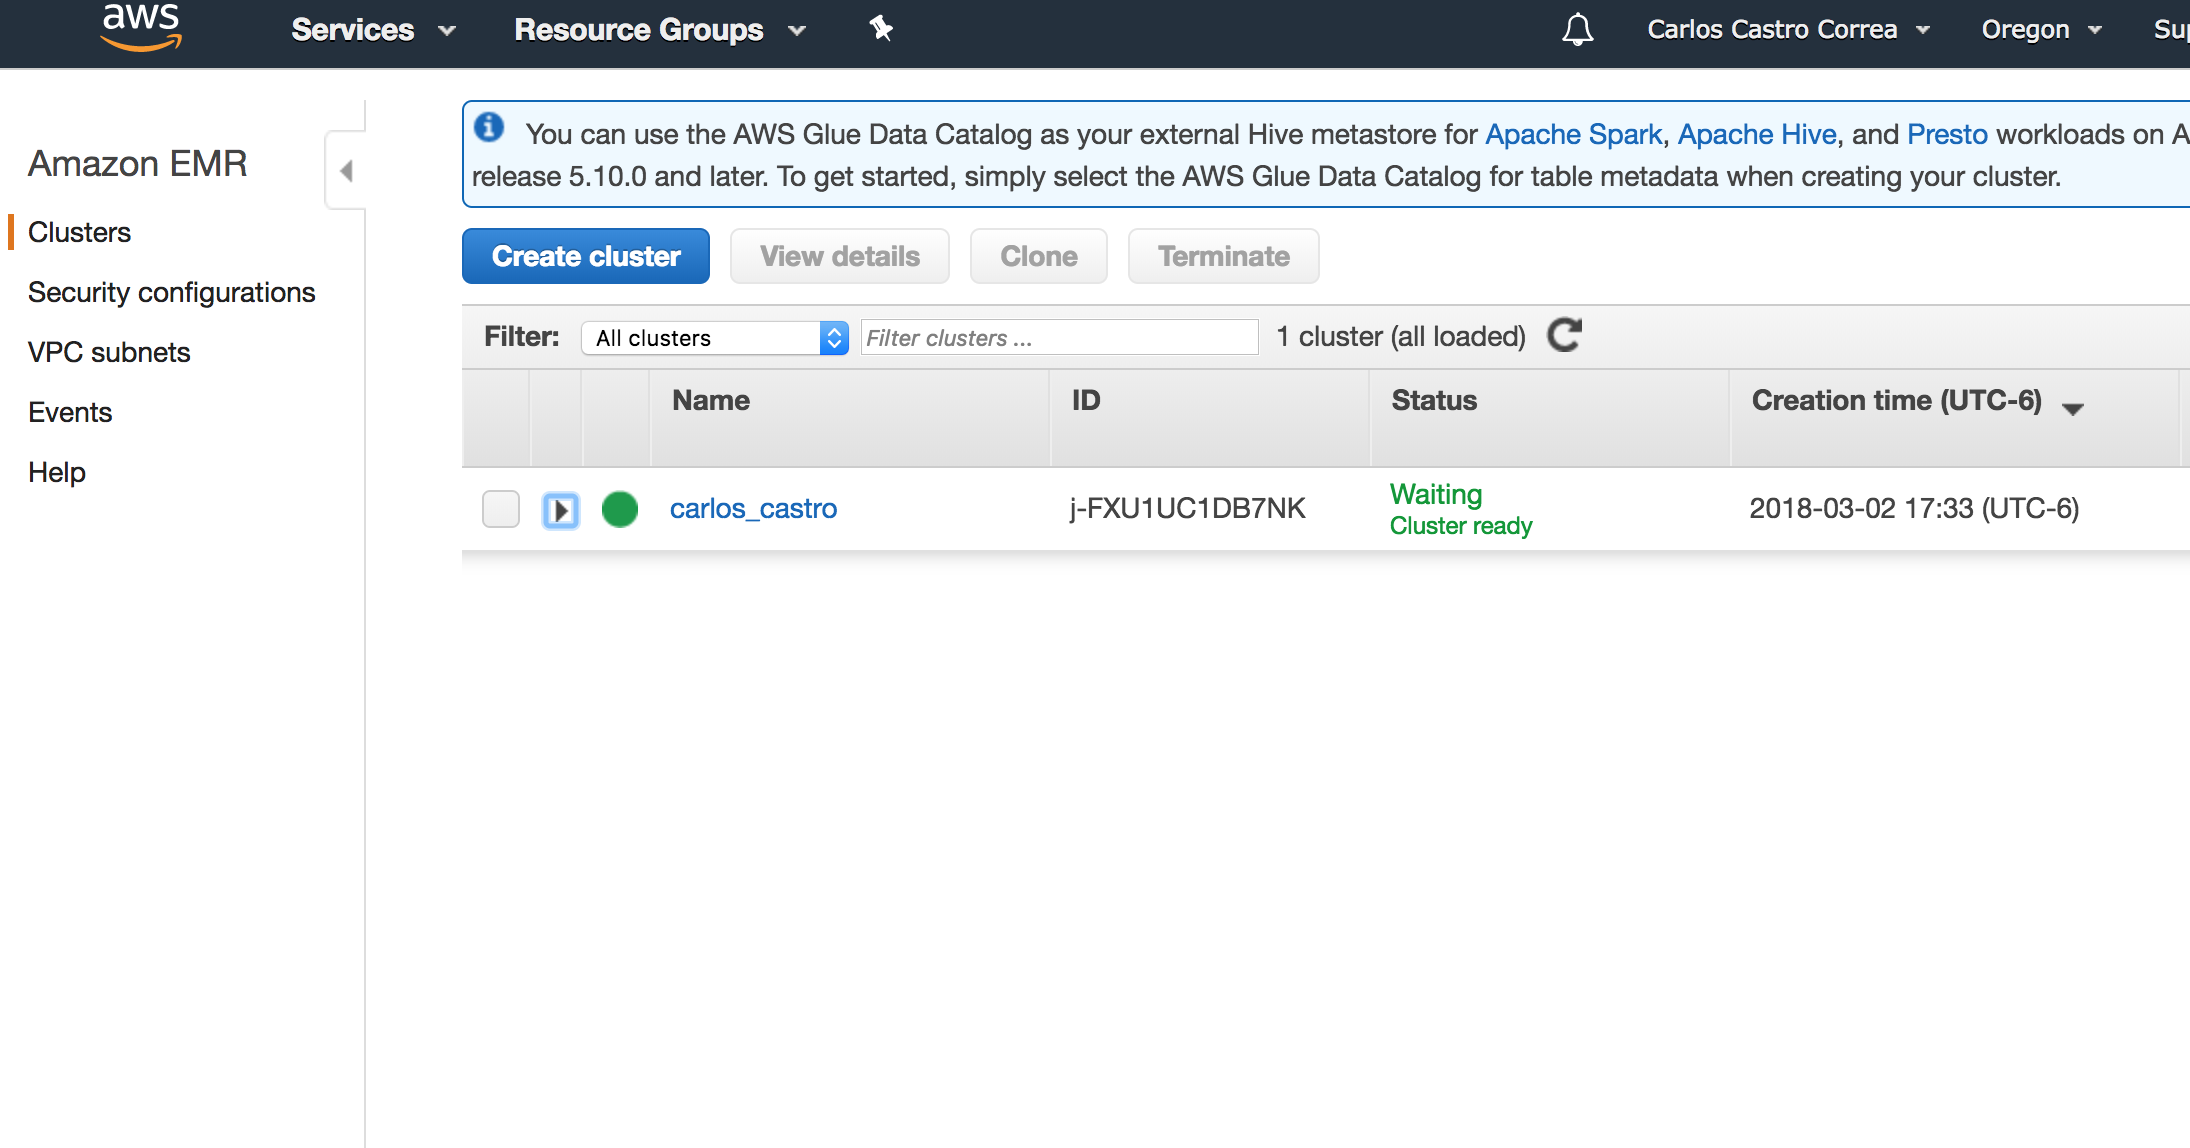 aws
Services
Resource Groups
Carlos Castro Correa
Oregon
Amazon EMR
Clusters
Security configurations
VPC subnets
Events
Help
You can use the AWS Glue Data Catalog as your external Hive metastore for Apache Spark, Apache Hive, and Presto workloads on
release 5.10.0 and later. To get started, simply select the AWS Glue Data Catalog for table metadata when creating your cluster.
Create cluster
View details
Clone
Terminate
Filter:
All clusters
Filter clusters ...
1 cluster (all loaded)
Name
ID
Status
Creation time (UTC-6)
carlos_castro
j-FXU1UC1DB7NK
Waiting
Cluster ready
2018-03-02 17:33 (UTC-6)